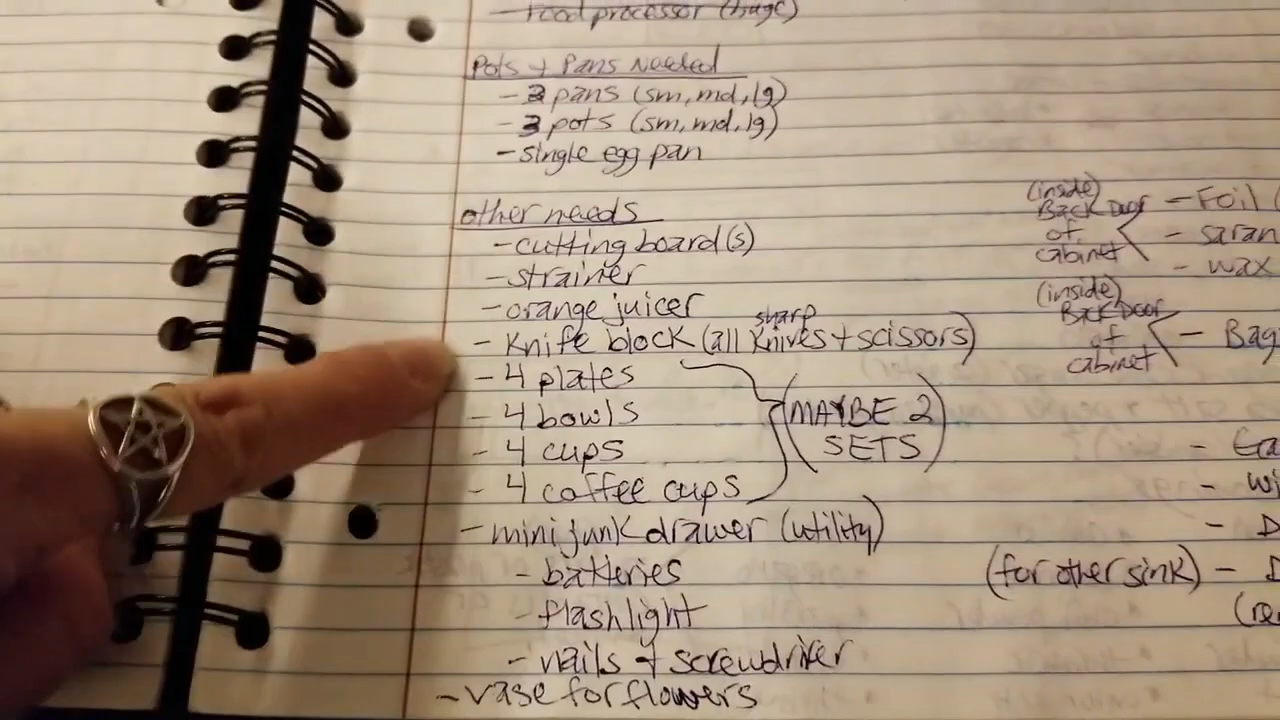 - Food processor (huge)
Pots + Pans Needed
- 3 pans (sm, md, lg)
- 3 pots (sm, md, lg)
- single egg pan
other needs
- cutting board(s)
- strainer
- orange juicer
- Knife block (all sharp Knives + scissors)
- 4 plates
- 4 bowls
- 4 cups
- 4 coffee cups
(MAYBE 2
SETS)
- mini junk drawer (utility)
- batteries
- flashlight
- nails + screwdriver
- vase for flowers
(inside)
Back Door
of
cabinet
- Foil (
- saran
- wax
(inside)
Back Door
of
cabinet
- Bag
(for other sink) -